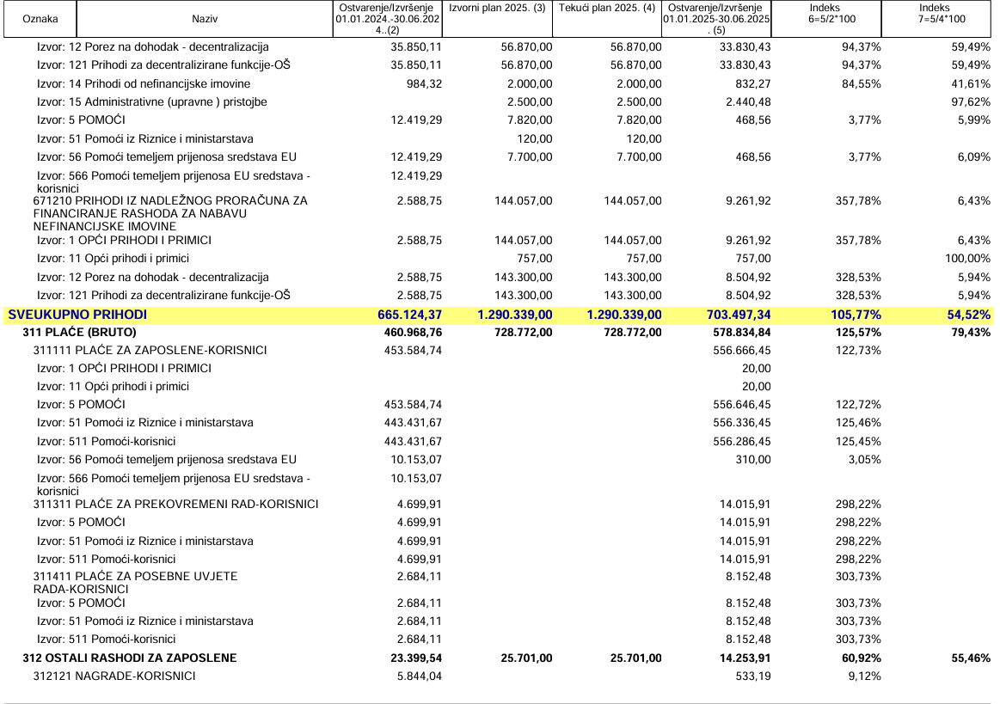 Oznaka Naziv Ostvarenje/Izvršenje 01.01.2024.-30.06.202 4..(2) Izvorni plan 2025. (3) Tekući plan 2025. (4) Ostvarenje/Izvršenje 01.01.2025-30.06.2025 . (5) Indeks 6=5/2*100 Indeks 7=5/4*100
Izvor: 12 Porez na dohodak - decentralizacija 35.850,11 56.870,00 56.870,00 33.830,43 94,37% 59,49%
Izvor: 121 Prihodi za decentralizirane funkcije-OŠ 35.850,11 56.870,00 56.870,00 33.830,43 94,37% 59,49%
Izvor: 14 Prihodi od nefinancijske imovine 984,32 2.000,00 2.000,00 832,27 84,55% 41,61%
Izvor: 15 Administrativne (upravne ) pristojbe 2.500,00 2.500,00 2.440,48 97,62%
Izvor: 5 POMOĆI 12.419,29 7.820,00 7.820,00 468,56 3,77% 5,99%
Izvor: 51 Pomoći iz Riznice i ministarstava 120,00 120,00
Izvor: 56 Pomoći temeljem prijenosa sredstava EU 12.419,29 7.700,00 7.700,00 468,56 3,77% 6,09%
Izvor: 566 Pomoći temeljem prijenosa EU sredstava - 12.419,29
korisnici
671210 PRIHODI IZ NADLEŽNOG PRORAČUNA ZA 2.588,75 144.057,00 144.057,00 9.261,92 357,78% 6,43%
FINANCIRANJE RASHODA ZA NABAVU
NEFINANCIJSKE IMOVINE
Izvor: 1 OPĆI PRIHODI I PRIMICI 2.588,75 144.057,00 144.057,00 9.261,92 357,78% 6,43%
Izvor: 11 Opći prihodi i primici 757,00 757,00 757,00 100,00%
Izvor: 12 Porez na dohodak - decentralizacija 2.588,75 143.300,00 143.300,00 8.504,92 328,53% 5,94%
Izvor: 121 Prihodi za decentralizirane funkcije-OŠ 2.588,75 143.300,00 143.300,00 8.504,92 328,53% 5,94%
SVEUKUPNO PRIHODI 665.124,37 1.290.339,00 1.290.339,00 703.497,34 105,77% 54,52%
311 PLAĆE (BRUTO) 460.968,76 728.772,00 728.772,00 578.834,84 125,57% 79,43%
311111 PLAĆE ZA ZAPOSLENE-KORISNICI 453.584,74 556.666,45 122,73%
Izvor: 1 OPĆI PRIHODI I PRIMICI 20,00
Izvor: 11 Opći prihodi i primici 20,00
Izvor: 5 POMOĆI 453.584,74 556.646,45 122,72%
Izvor: 51 Pomoći iz Riznice i ministarstava 443.431,67 556.336,45 125,46%
Izvor: 511 Pomoći-korisnici 443.431,67 556.286,45 125,45%
Izvor: 56 Pomoći temeljem prijenosa sredstava EU 10.153,07 310,00 3,05%
Izvor: 566 Pomoći temeljem prijenosa EU sredstava - 10.153,07
korisnici
311311 PLAĆE ZA PREKOVREMENI RAD-KORISNICI 4.699,91 14.015,91 298,22%
Izvor: 5 POMOĆI 4.699,91 14.015,91 298,22%
Izvor: 51 Pomoći iz Riznice i ministarstava 4.699,91 14.015,91 298,22%
Izvor: 511 Pomoći-korisnici 4.699,91 14.015,91 298,22%
311411 PLAĆE ZA POSEBNE UVJETE 2.684,11 8.152,48 303,73%
RADA-KORISNICI
Izvor: 5 POMOĆI 2.684,11 8.152,48 303,73%
Izvor: 51 Pomoći iz Riznice i ministarstava 2.684,11 8.152,48 303,73%
Izvor: 511 Pomoći-korisnici 2.684,11 8.152,48 303,73%
312 OSTALI RASHODI ZA ZAPOSLENE 23.399,54 25.701,00 25.701,00 14.253,91 60,92% 55,46%
312121 NAGRADE-KORISNICI 5.844,04 533,19 9,12%